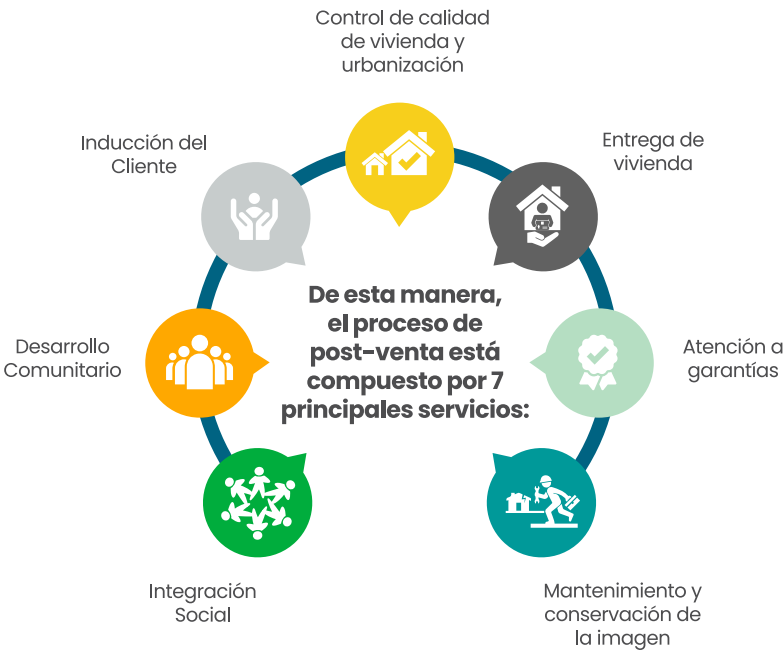 Control de calidad
de vivienda y
urbanización
Inducción del
Cliente
Entrega de
vivienda
De esta manera,
el proceso de
post-venta está
compuesto por 7
principales servicios:
Desarrollo
Comunitario
Atención a
garantías
Integración
Social
Mantenimiento y
conservación de
la imagen